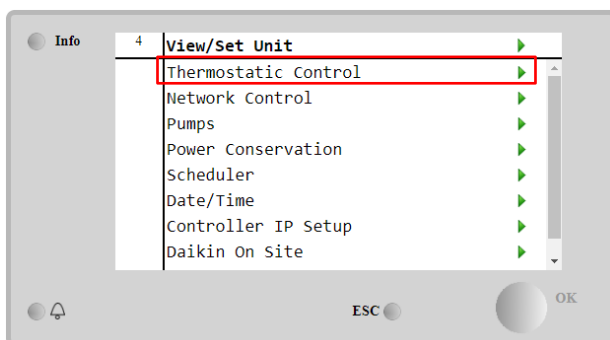 Info
4 View/Set Unit
Thermostatic Control
Network Control
Pumps
Power Conservation
Scheduler
Date/Time
Controller IP Setup
Daikin On Site
ESC
OK